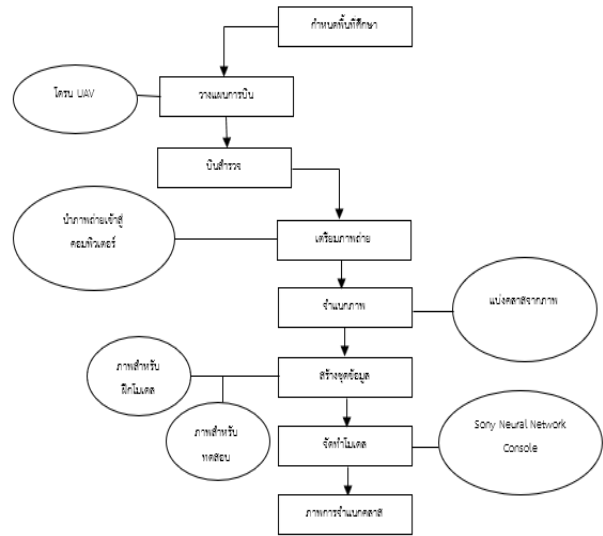 กำหนดพื้นที่ศึกษา
โดรน UAV
วางแผนการบิน
บินสำรวจ
นำภาพถ่ายเข้าสู่
คอมพิวเตอร์
เตรียมภาพถ่าย
จำแนกภาพ
แบ่งคลาสจากภาพ
ภาพสำหรับ
ฝึกโมเดล
สร้างชุดข้อมูล
ภาพสำหรับ
ทดสอบ
จัดทำโมเดล
Sony Neural Network
Console
ภาพการจำแนกคลาส